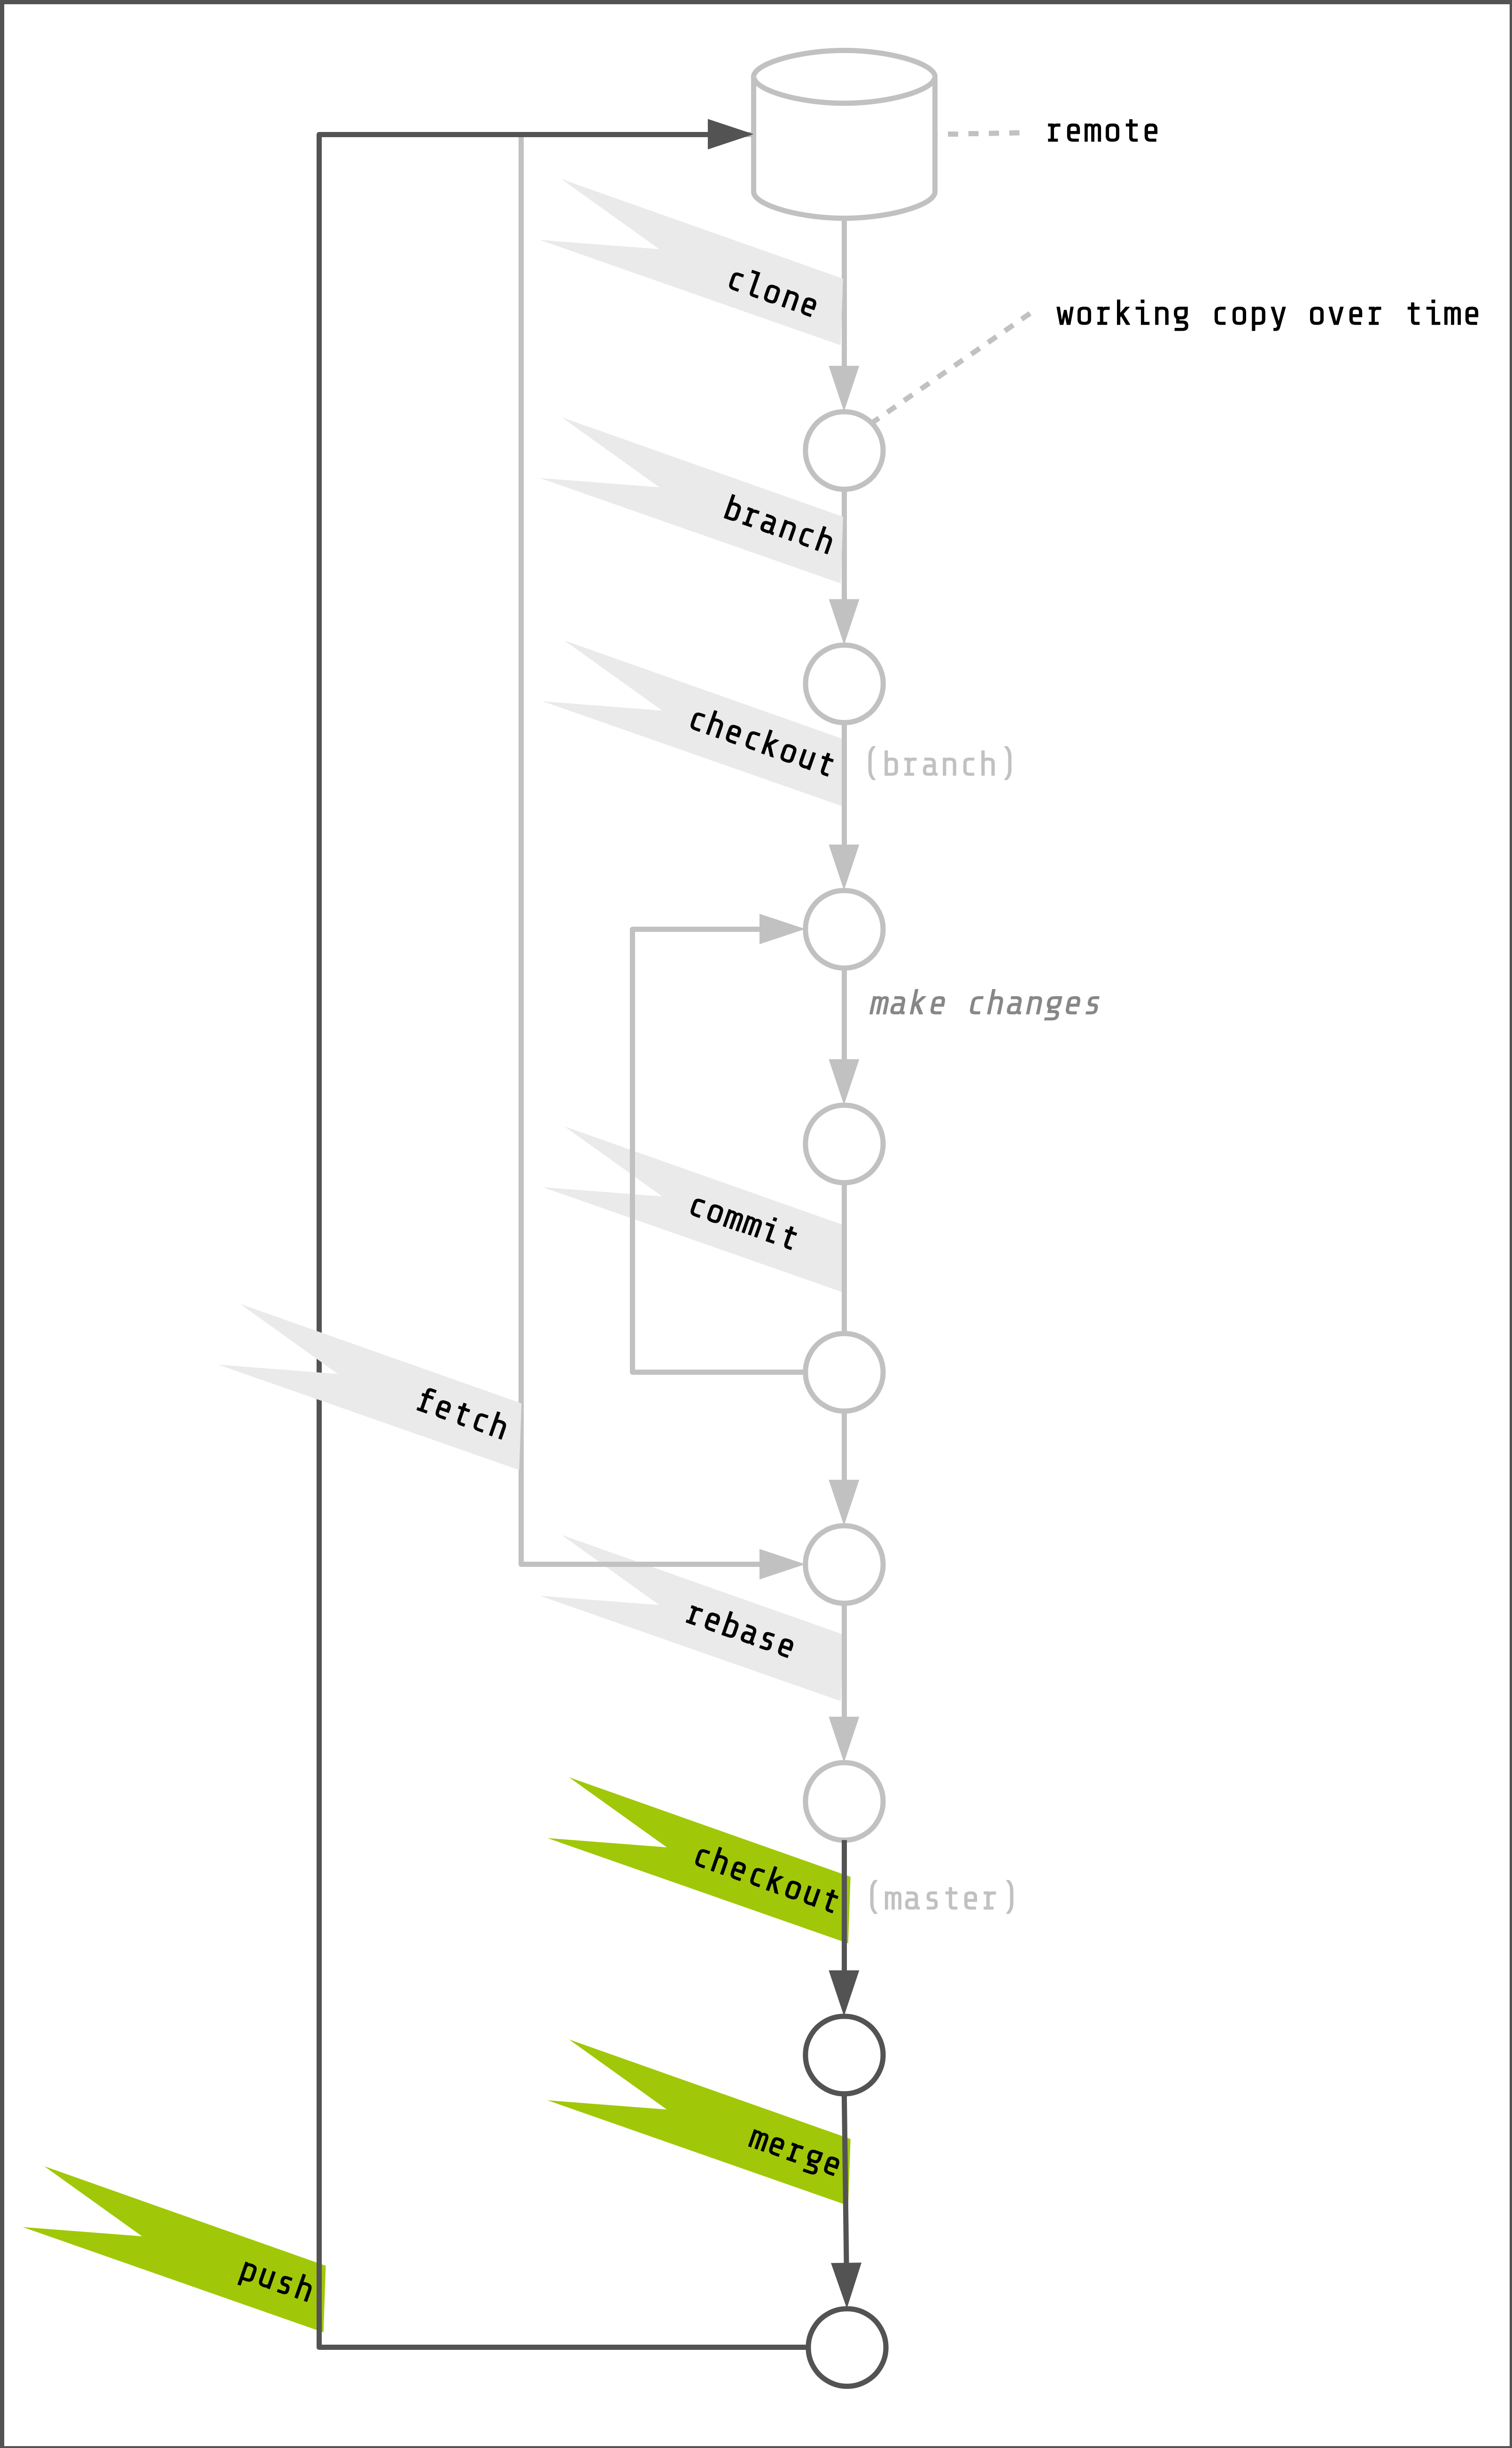 remote
clone
working copy over time
branch
checkout
(branch)
make changes
commit
fetch
rebase
checkout
(master)
merge
push